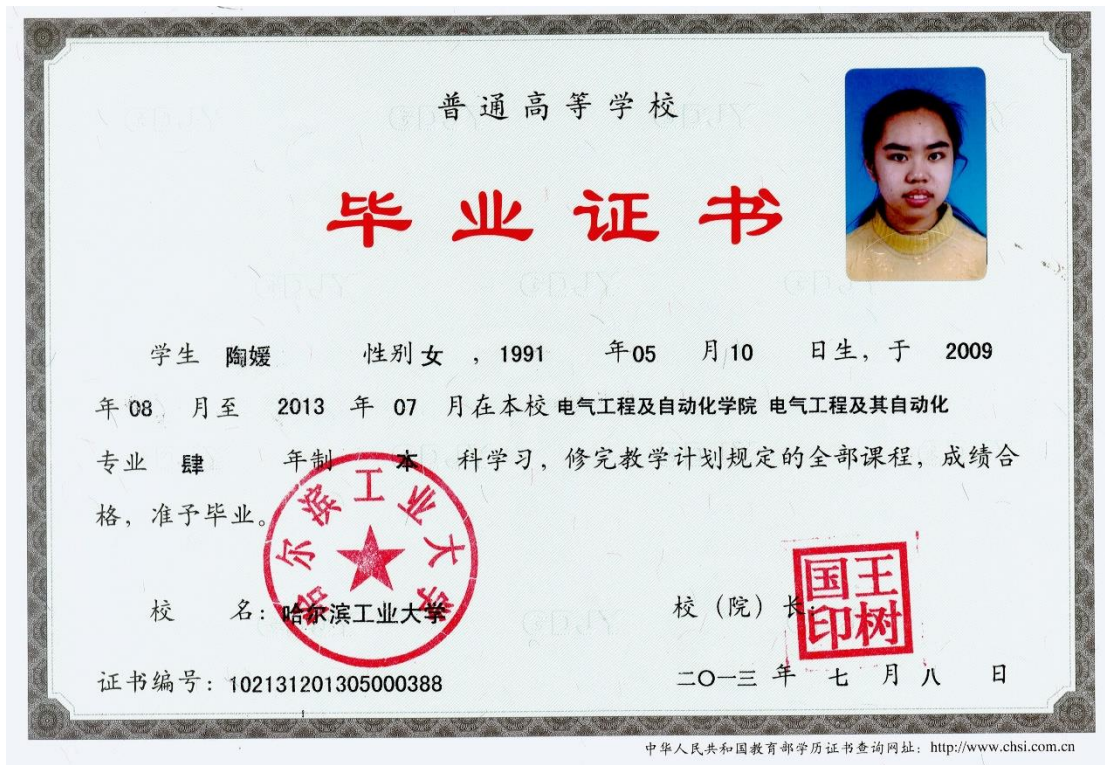 普通高等学校
毕业证书
学生 陶媛 性别 女 ，1991 年05 月10 日生，于 2009
年 08 月至 2013 年 07 月在本校 电气工程及自动化学院 电气工程及其自动化
专业 肆 年制 本 科学习，修完教学计划规定的全部课程，成绩合
格，准予毕业。
哈尔滨工业大学
校 名：哈尔滨工业大学
校（院）长：
王树国印
证书编号：102131201305000388
二〇一三 年 七 月 八 日
中华人民共和国教育部学历证书查询网址：http://www.chsi.com.cn